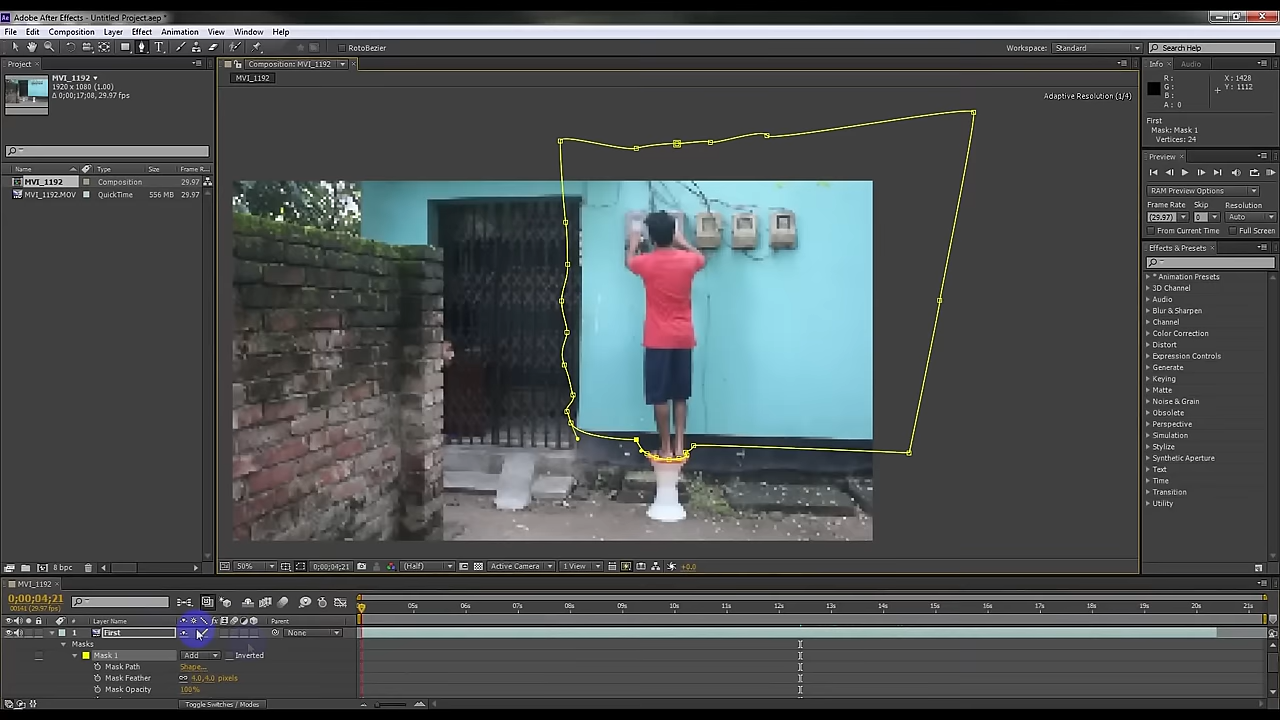 Adobe After Effects - Untitled Project.aep *
File Edit Composition Layer Effect Animation View Window Help
RotoBezier
Workspace: Standard
Search Help
Project
Composition: MVI_1192
Info Audio
MVI_1192
MVI_1192
1920 x 1080 (1.00)
Δ 0;00;17;08, 29.97 fps
Adaptive Resolution (1/4)
R :
G :
B :
A : 0
X : 1428
Y : 1112
First
Mask: Mask 1
Vertices: 24
Preview
Name Type Size Frame R...
MVI_1192 Composition 29.97
MVI_1192.MOV QuickTime 556 MB 29.97
RAM Preview Options
Frame Rate Skip Resolution
(29.97) 0 Auto
From Current Time Full Screen
Effects & Presets
* Animation Presets
3D Channel
Audio
Blur & Sharpen
Channel
Color Correction
Distort
Expression Controls
Generate
Keying
Matte
Noise & Grain
Obsolete
Perspective
Simulation
Stylize
Synthetic Aperture
Text
Time
Transition
Utility
8 bpc
50% 0;00;04;21 (Half) Active Camera 1 View +0.0
MVI_1192
0;00;04;21
00141 (29.97 fps)
05s 06s 07s 08s 09s 10s 11s 12s 13s 14s 15s 16s 17s 18s 19s 20s 21s
# Layer Name Parent
1 First None
Masks
Mask 1 Add Inverted
Mask Path Shape...
Mask Feather 4.0,4.0 pixels
Mask Opacity 100%
Toggle Switches / Modes